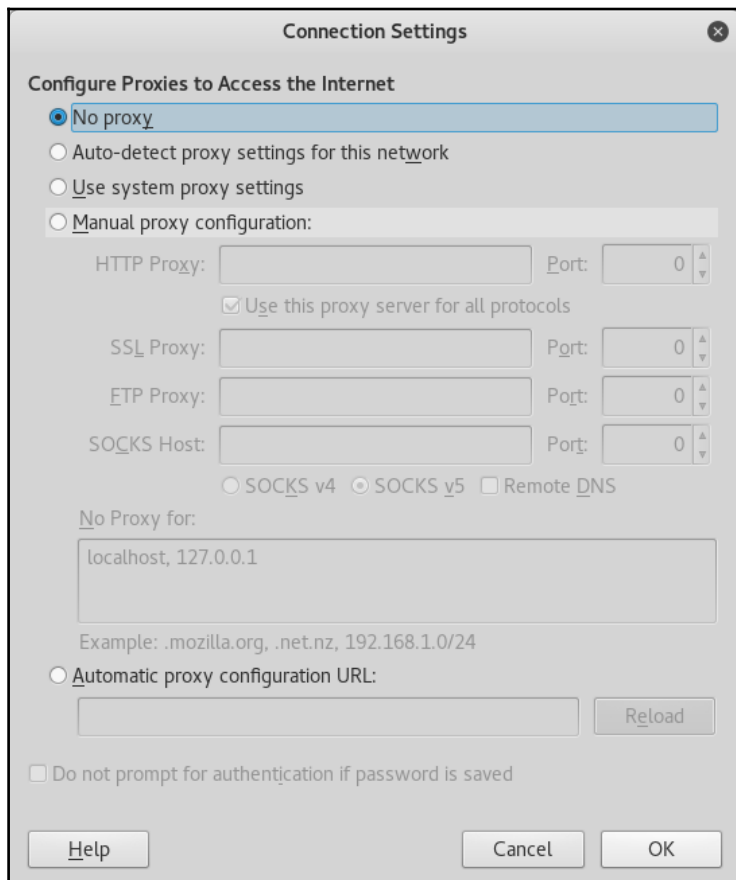 Connection Settings
Configure Proxies to Access the Internet
No proxy
Auto-detect proxy settings for this network
Use system proxy settings
Manual proxy configuration:
HTTP Proxy: Port: 0
Use this proxy server for all protocols
SSL Proxy: Port: 0
FTP Proxy: Port: 0
SOCKS Host: Port: 0
SOCKS v4 SOCKS v5 Remote DNS
No Proxy for:
localhost, 127.0.0.1
Example: .mozilla.org, .net.nz, 192.168.1.0/24
Automatic proxy configuration URL:
Reload
Do not prompt for authentication if password is saved
Help Cancel OK